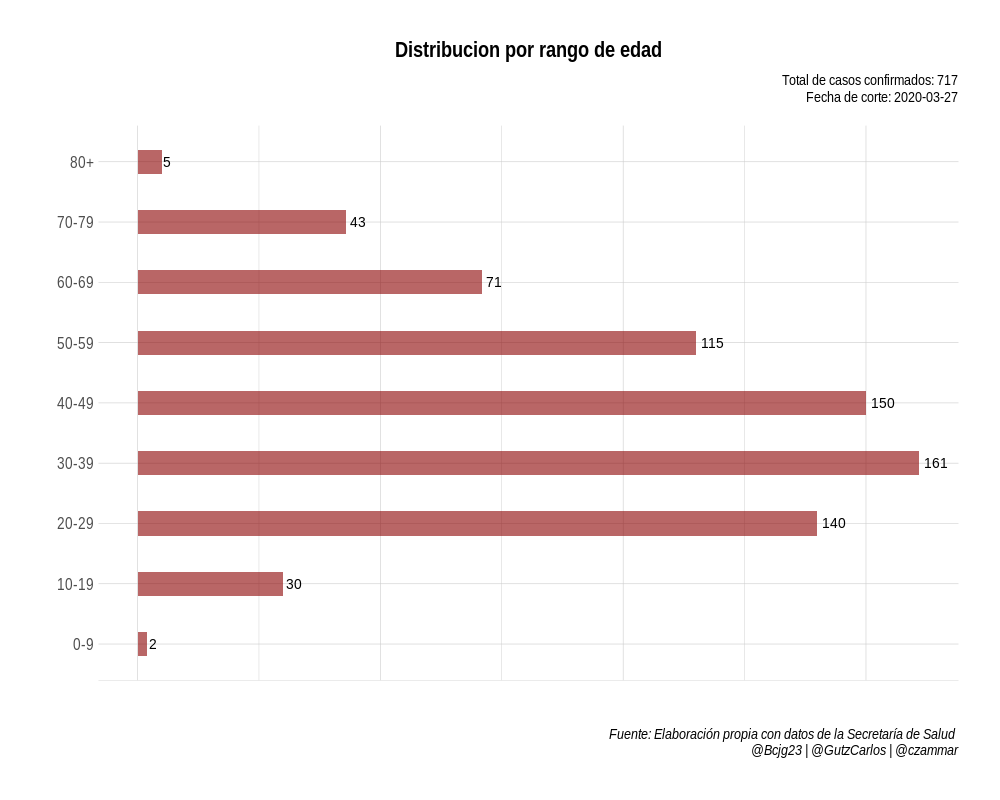 Distribucion por rango de edad
Total de casos confirmados: 717
Fecha de corte: 2020-03-27
80+ 5
70-79 43
60-69 71
50-59 115
40-49 150
30-39 161
20-29 140
10-19 30
0-9 2
Fuente: Elaboración propia con datos de la Secretaría de Salud
@Bcjg23 | @GutzCarlos | @czammar